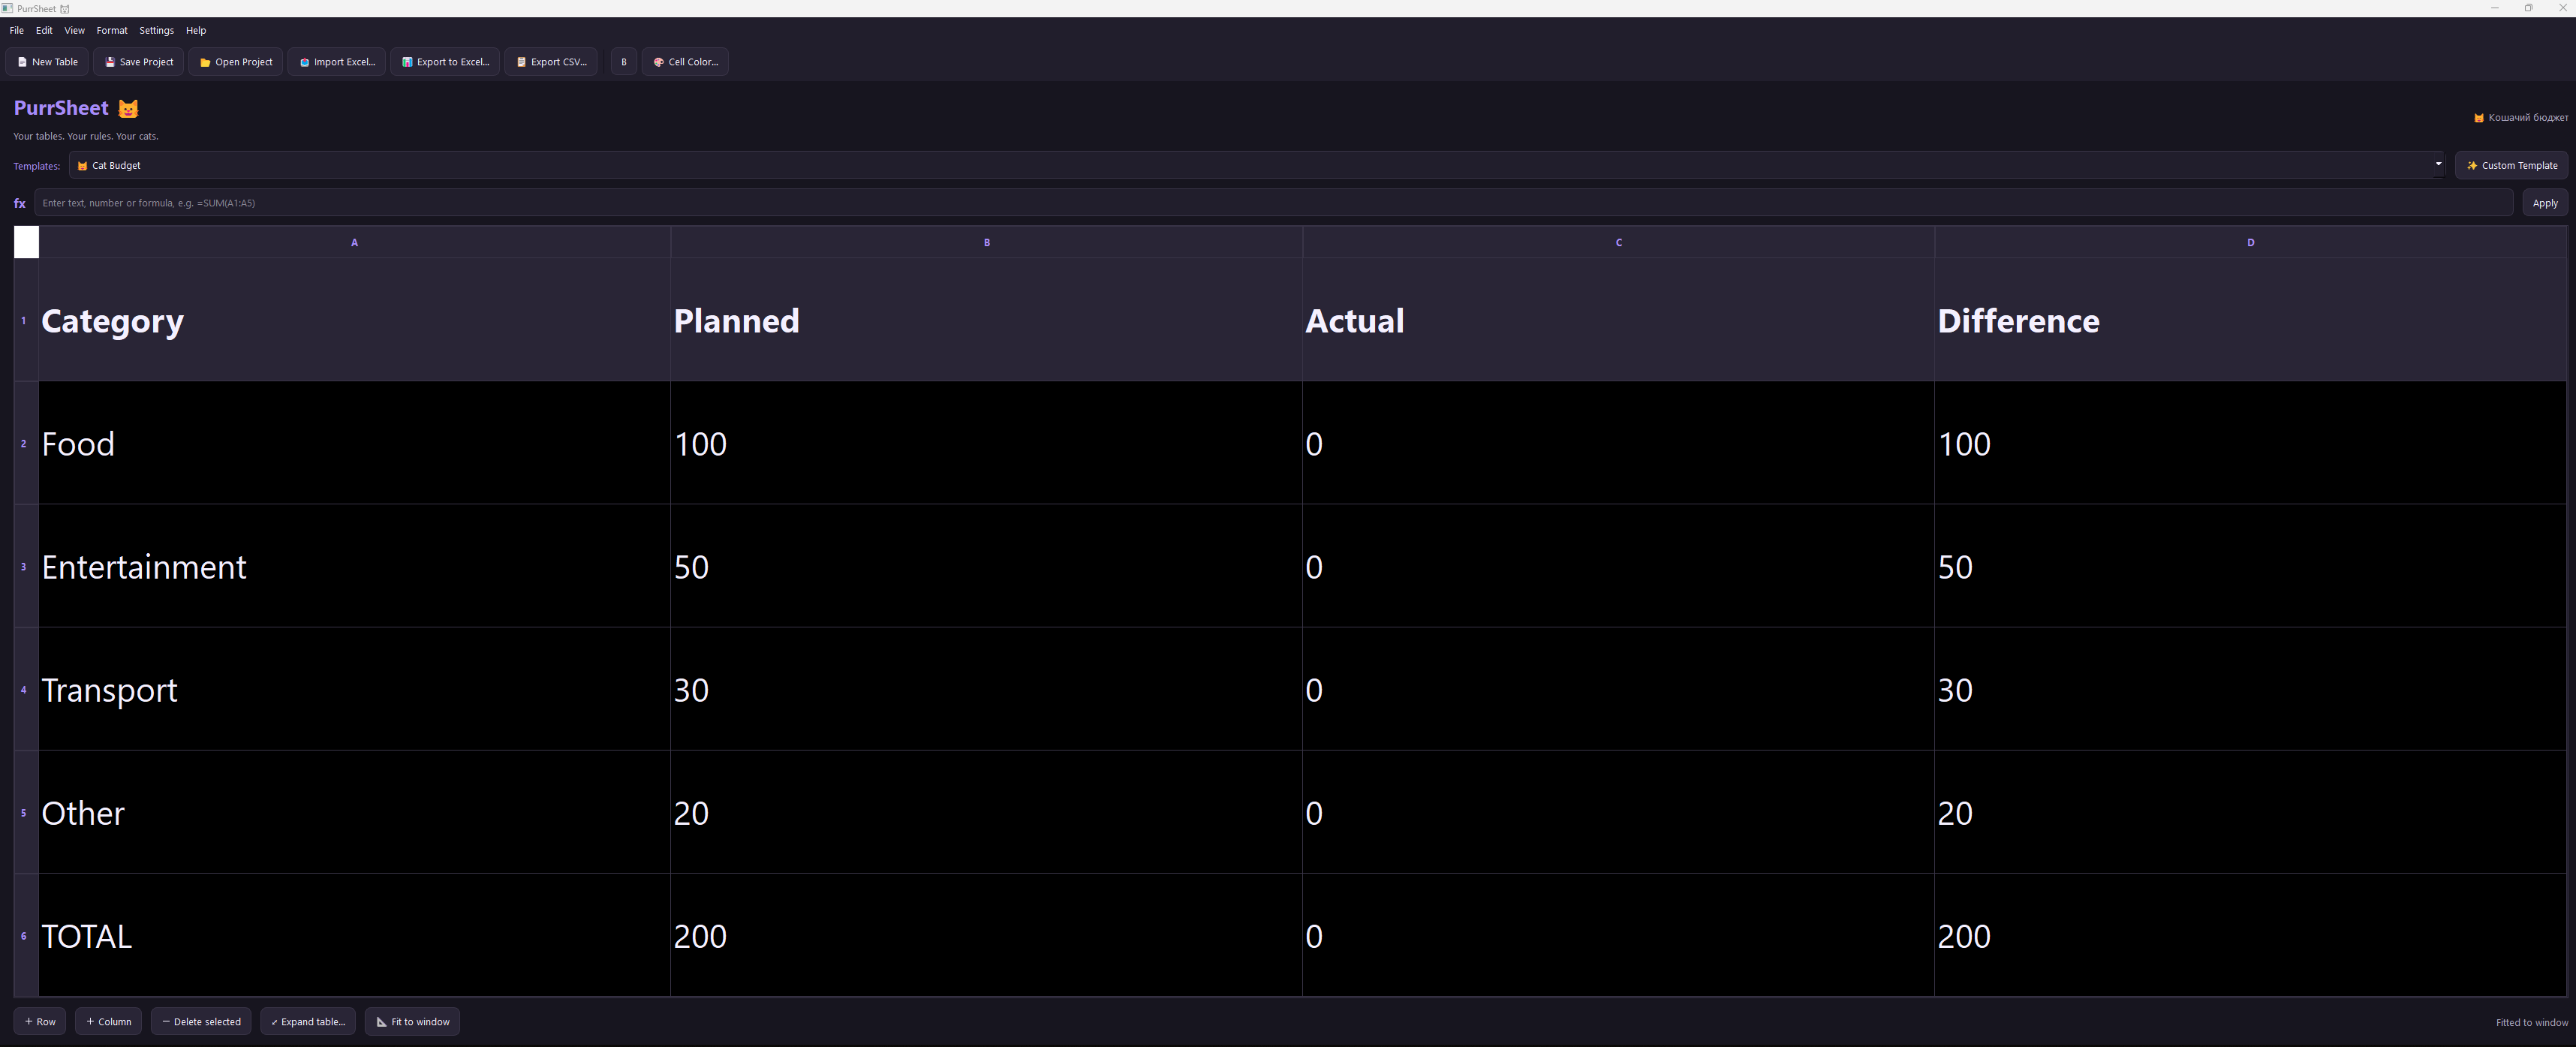 PurrSheet 🐱
File Edit View Format Settings Help
New Table Save Project Open Project Import Excel... Export to Excel... Export CSV... B Cell Color...
PurrSheet 🐱
Кошачий бюджет
Your tables. Your rules. Your cats.
Templates: 🐱 Cat Budget Custom Template
fx Enter text, number or formula, e.g. =SUM(A1:A5) Apply
A B C D
1 Category Planned Actual Difference
2 Food 100 0 100
3 Entertainment 50 0 50
4 Transport 30 0 30
5 Other 20 0 20
6 TOTAL 200 0 200
+ Row + Column − Delete selected Expand table... Fit to window Fitted to window